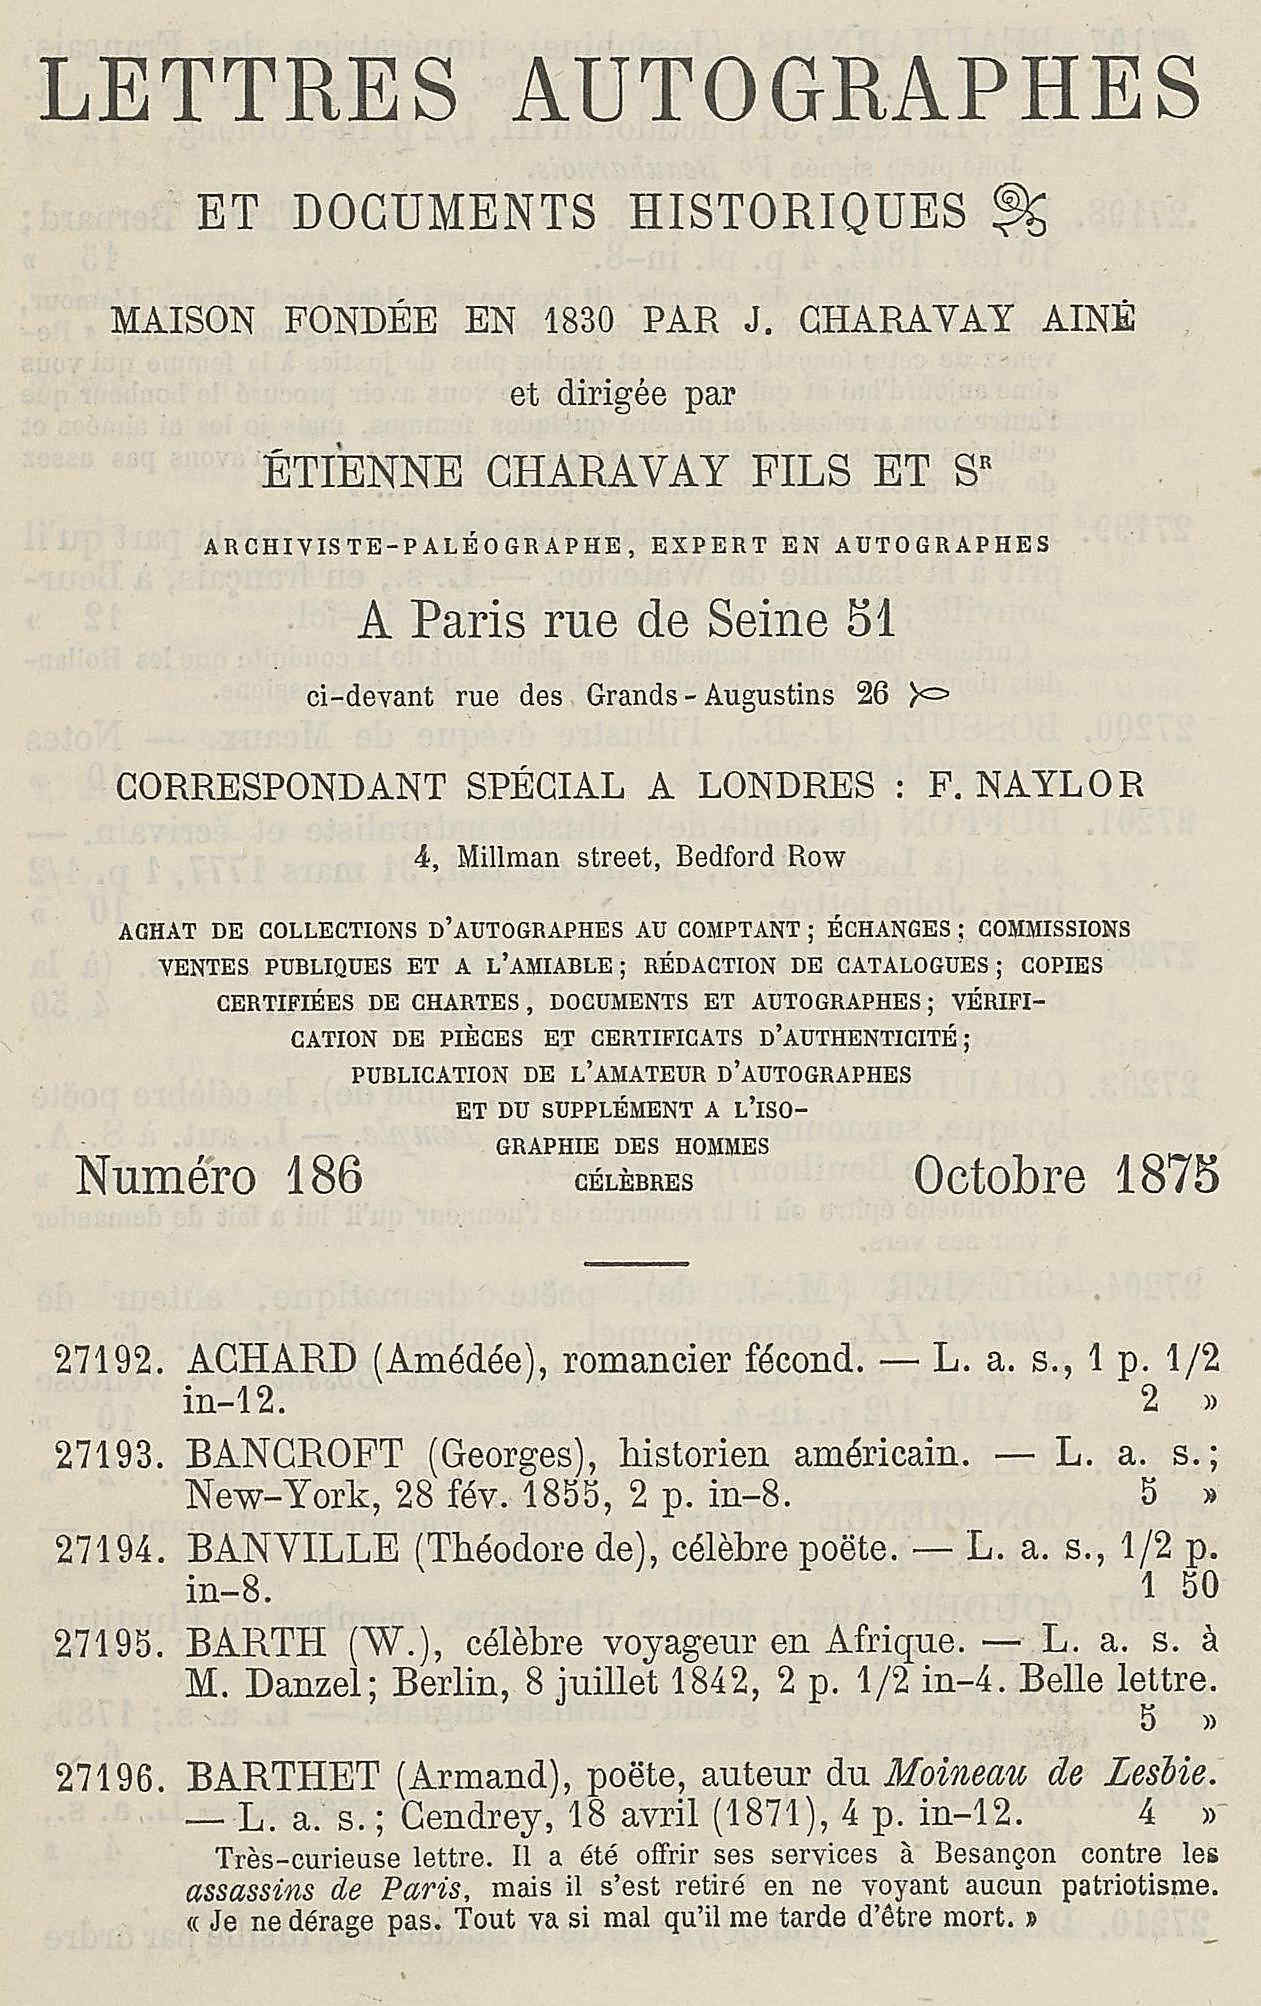 LETTRES AUTOGRAPHES
ET DOCUMENTS HISTORIQUES
MAISON FONDÉE EN 1830 PAR J. CHARAVAY AINÉ
et dirigée par
ÉTIENNE CHARAVAY FILS ET SR
ARCHIVISTE-PALÉOGRAPHE, EXPERT EN AUTOGRAPHES
A Paris rue de Seine 51
ci-devant rue des Grands-Augustins 26
CORRESPONDANT SPÉCIAL A LONDRES : F. NAYLOR
4, Millman street, Bedford Row
ACHAT DE COLLECTIONS D'AUTOGRAPHES AU COMPTANT; ÉCHANGES; COMMISSIONS
VENTES PUBLIQUES ET A L'AMIABLE; RÉDACTION DE CATALOGUES; COPIES
CERTIFIÉES DE CHARTES, DOCUMENTS ET AUTOGRAPHES; VÉRIFI-
CATION DE PIÈCES ET CERTIFICATS D'AUTHENTICITÉ;
PUBLICATION DE L'AMATEUR D'AUTOGRAPHES
ET DU SUPPLÉMENT A L'ISO-
GRAPHIE DES HOMMES
CÉLÈBRES
Numéro 186 Octobre 1875
27192. ACHARD (Amédée), romancier fécond. — L. a. s., 1 p. 1/2
in-12. 2 »
27193. BANCROFT (Georges), historien américain. — L. a. s.;
New-York, 28 fév. 1855, 2 p. in-8. 5 »
27194. BANVILLE (Théodore de), célèbre poëte. — L. a. s., 1/2 p.
in-8. 1 50
27195. BARTH (W.), célèbre voyageur en Afrique. — L. a. s. à
M. Danzel; Berlin, 8 juillet 1842, 2 p. 1/2 in-4. Belle lettre.
5 »
27196. BARTHET (Armand), poëte, auteur du Moineau de Lesbie.
— L. a. s.; Cendrey, 18 avril (1871), 4 p. in-12. 4 »
Très-curieuse lettre. Il a été offrir ses services à Besançon contre les
assassins de Paris, mais il s'est retiré en ne voyant aucun patriotisme.
« Je ne dérage pas. Tout va si mal qu'il me tarde d'être mort. »